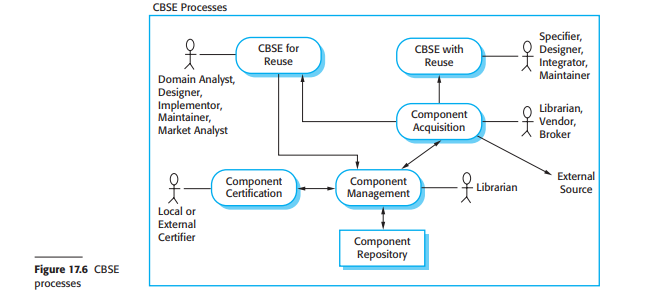 CBSE Processes
CBSE for
Reuse
Domain Analyst,
Designer,
Implementor,
Maintainer,
Market Analyst
CBSE with
Reuse
Specifier,
Designer,
Integrator,
Maintainer
Component
Acquisition
Librarian,
Vendor,
Broker
External
Source
Component
Certification
Local or
External
Certifier
Component
Management
Librarian
Component
Repository
Figure 17.6 CBSE
processes